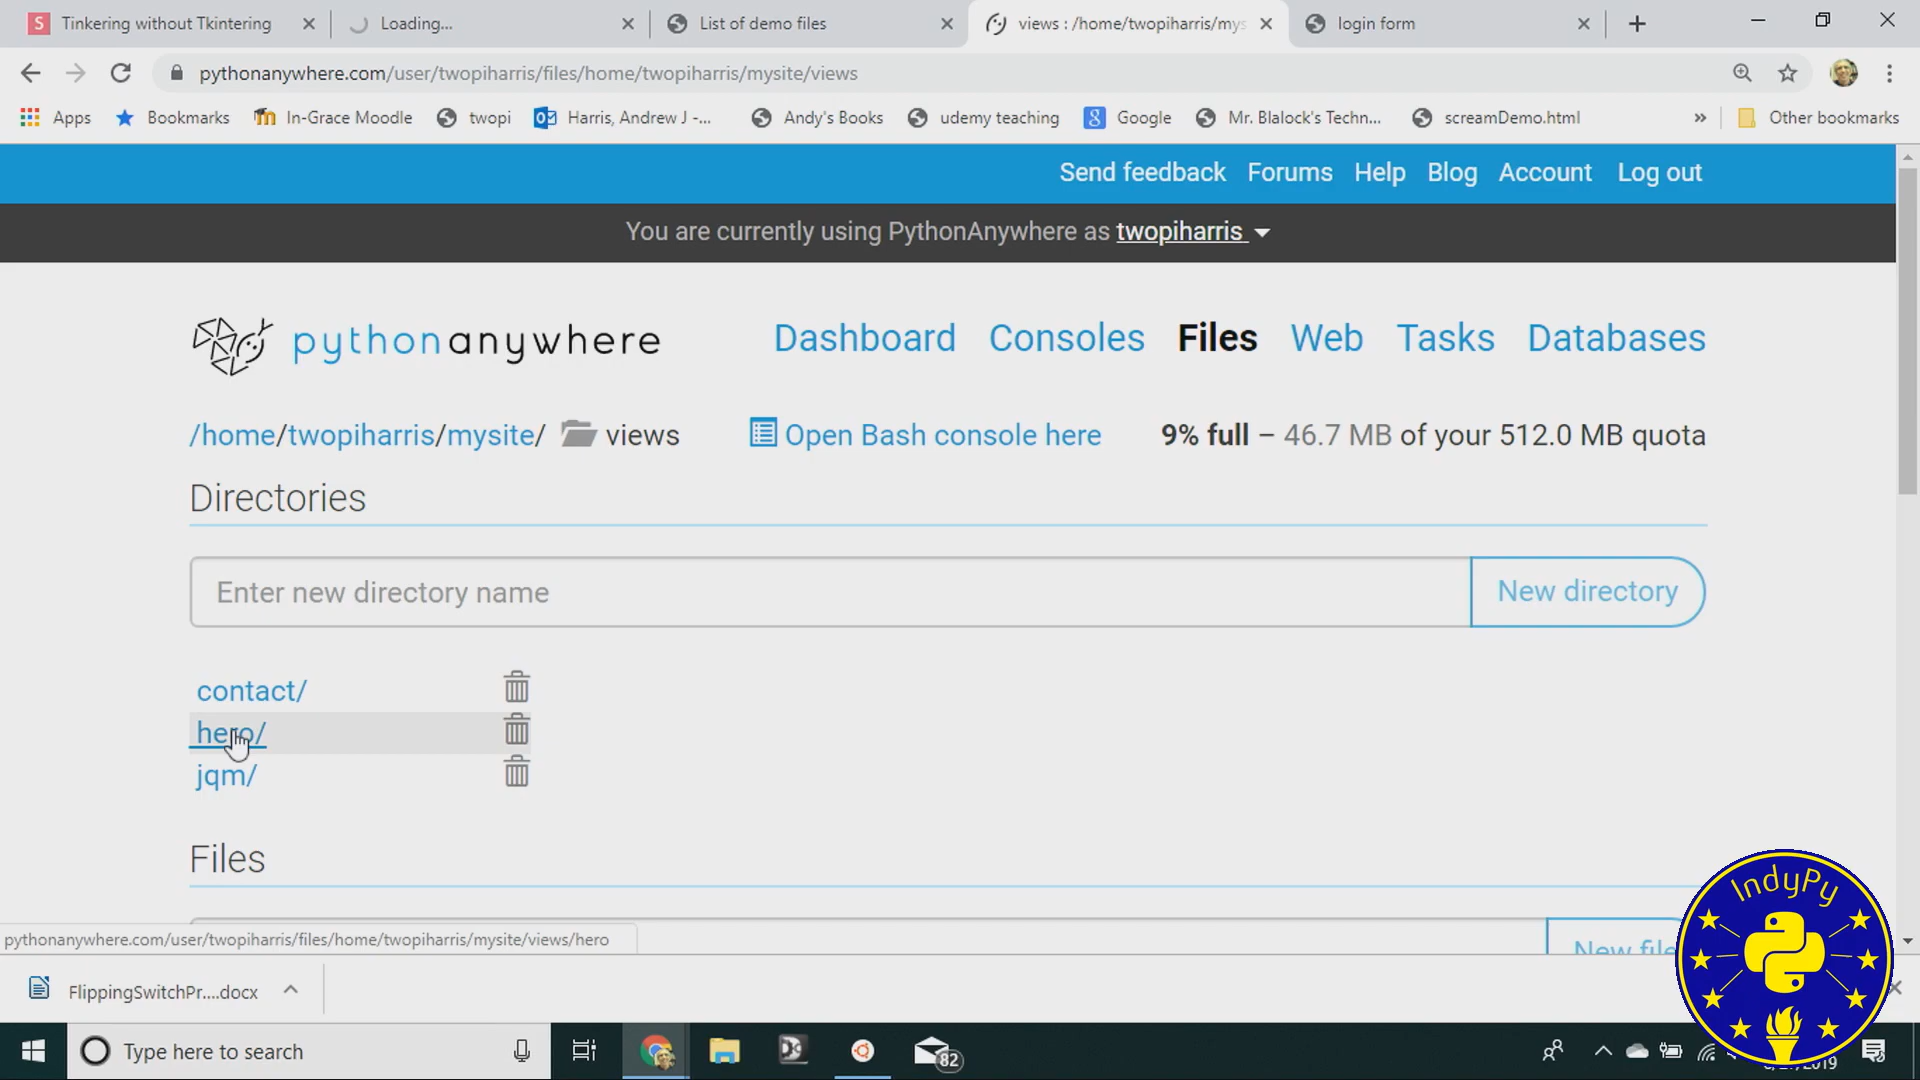 Tinkering without Tkintering
Loading...
List of demo files
views : /home/twopiharris/mys
login form
pythonanywhere.com/user/twopiharris/files/home/twopiharris/mysite/views
Apps
Bookmarks
In-Grace Moodle
twopi
Harris, Andrew J -...
Andy's Books
udemy teaching
Google
Mr. Blalock's Techn...
screamDemo.html
»
Other bookmarks
Send feedback Forums Help Blog Account Log out
You are currently using PythonAnywhere as twopiharris
pythonanywhere
Dashboard Consoles Files Web Tasks Databases
/home/twopiharris/mysite/ views
Open Bash console here
9% full – 46.7 MB of your 512.0 MB quota
Directories
Enter new directory name
New directory
contact/
hero/
jqm/
Files
New file
pythonanywhere.com/user/twopiharris/files/home/twopiharris/mysite/views/hero
FlippingSwitchPr....docx
IndyPy
Type here to search
82